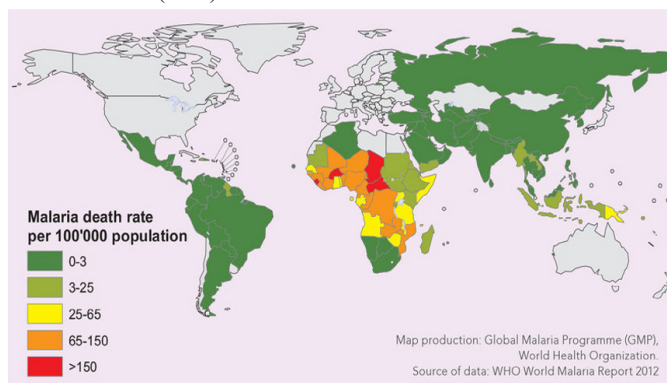 Malaria death rate
per 100'000 population
0-3
3-25
25-65
65-150
>150
Map production: Global Malaria Programme (GMP),
World Health Organization.
Source of data: WHO World Malaria Report 2012